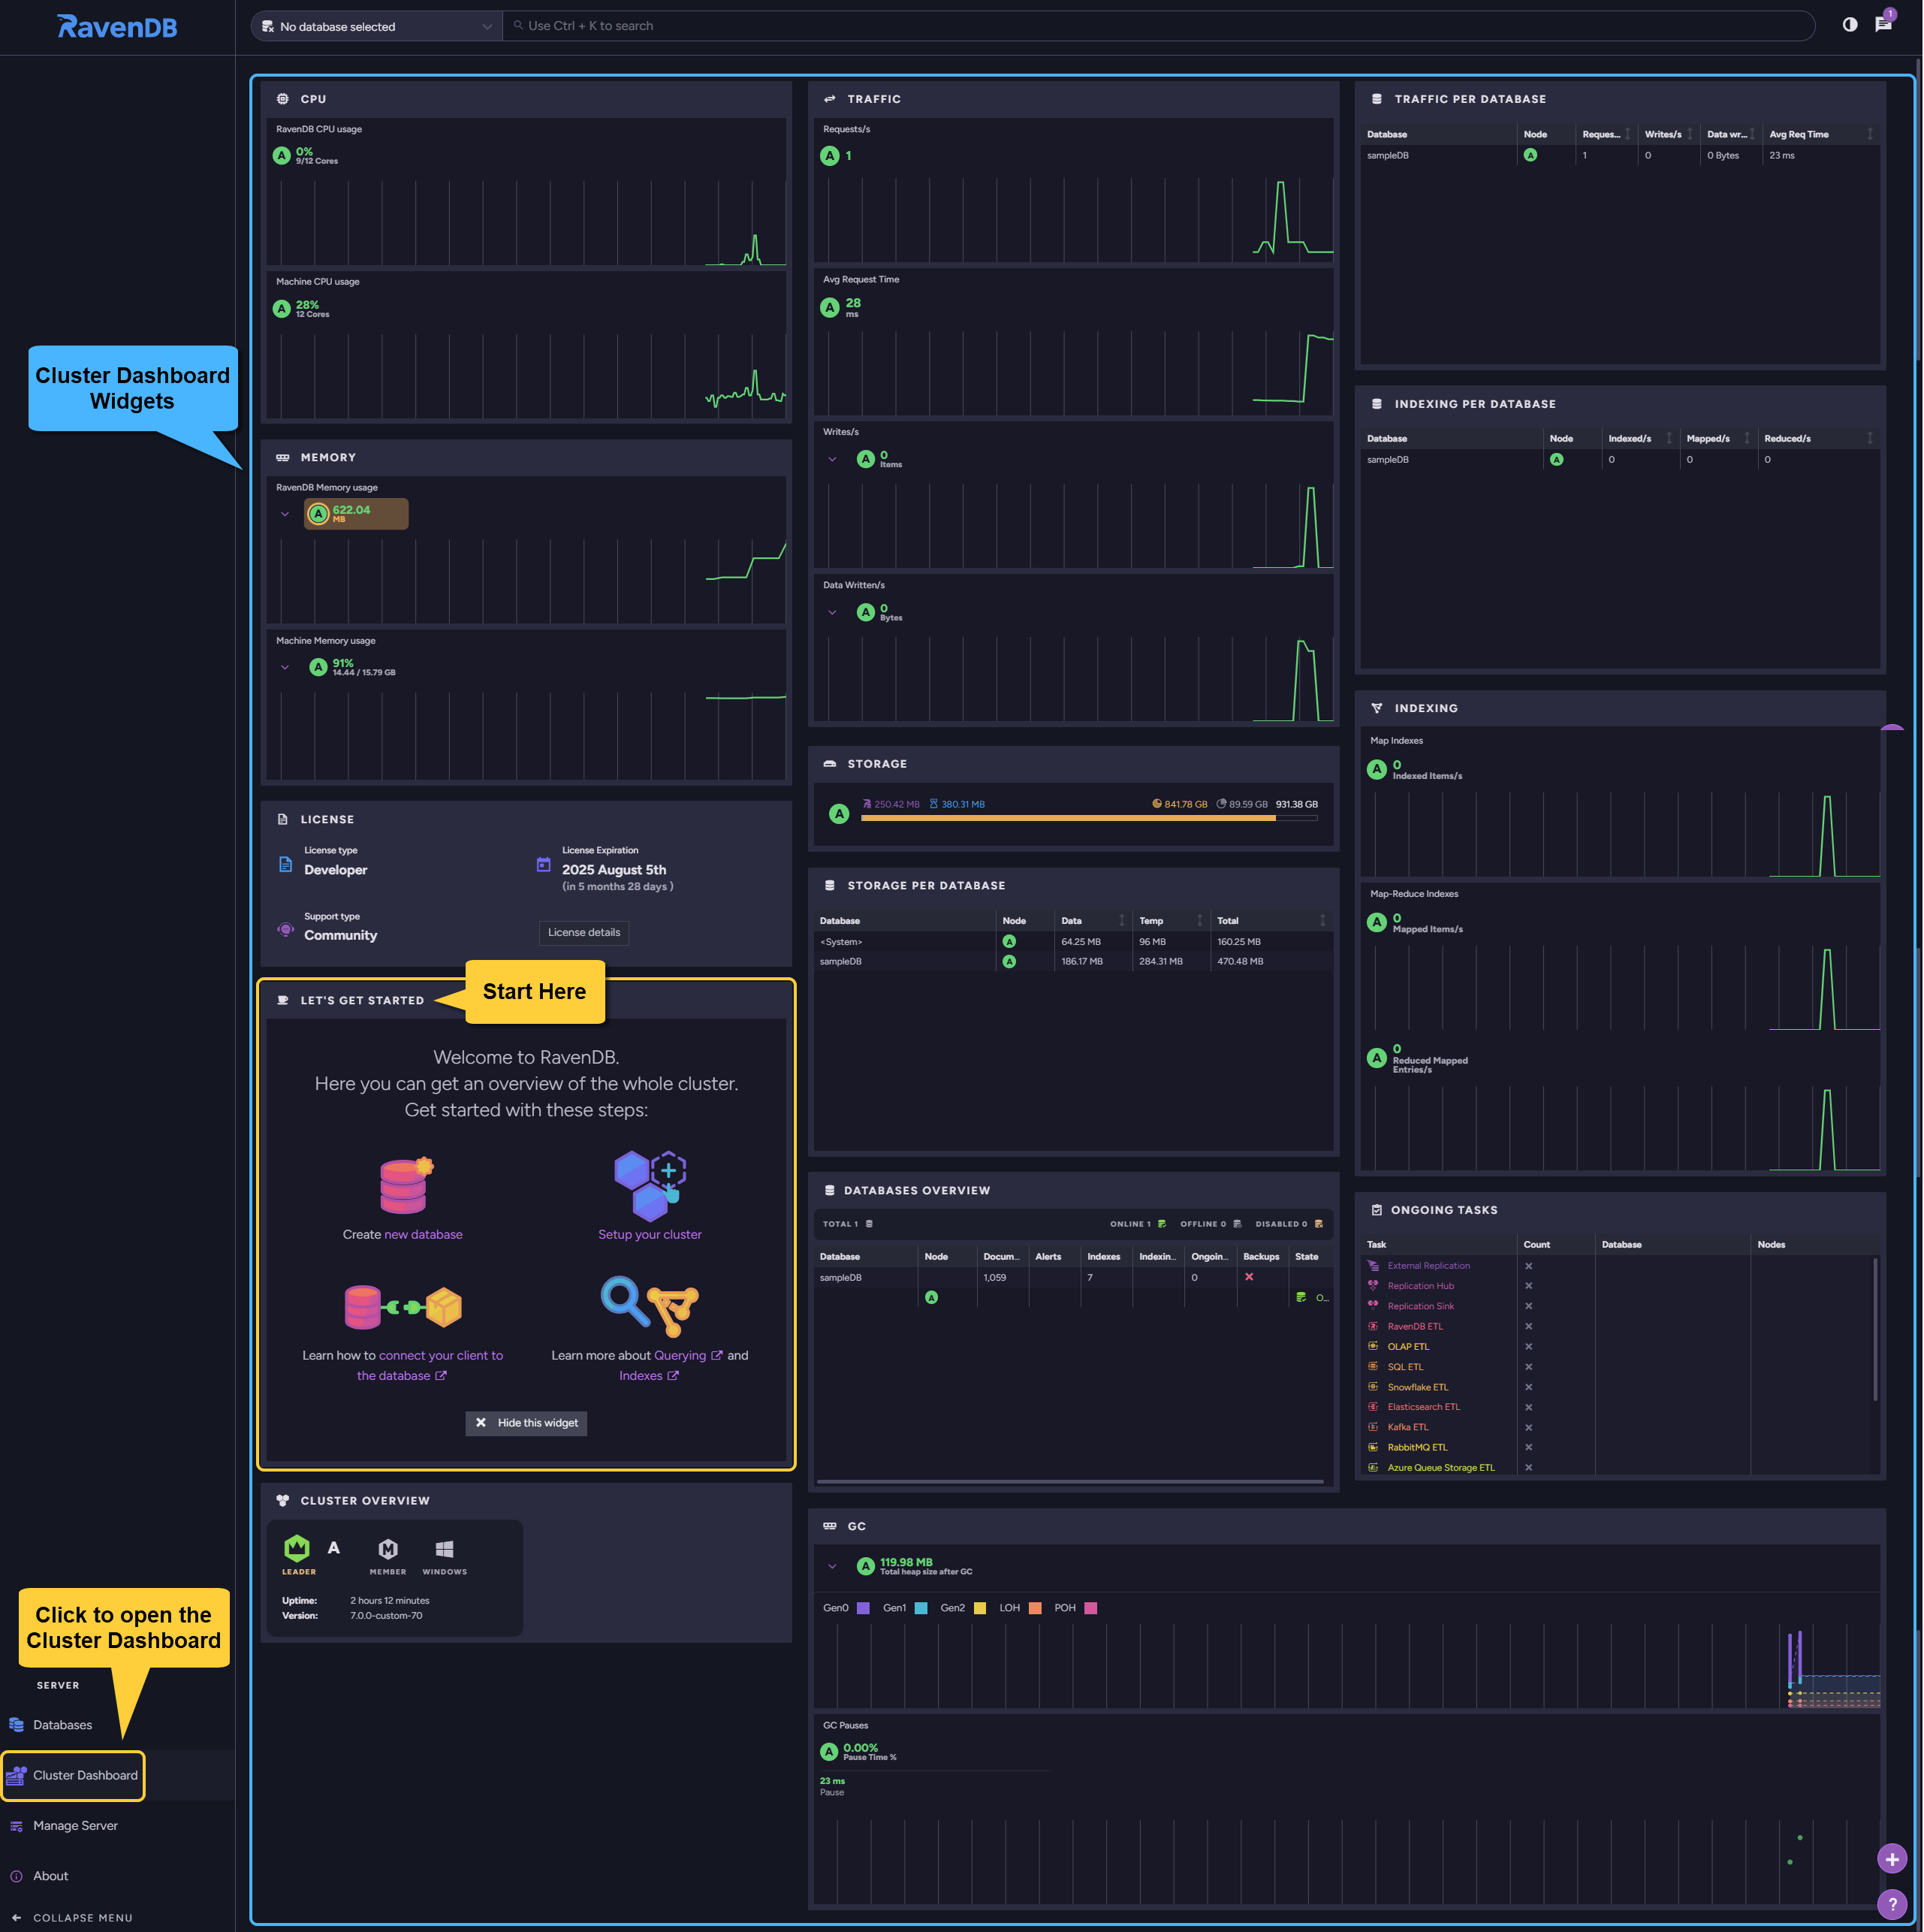 RavenDB
No database selected
Use Ctrl + K to search
1
CPU
RavenDB CPU usage
A 0%
9/12 Cores
Machine CPU usage
A 28%
12 Cores
Cluster Dashboard
Widgets
MEMORY
RavenDB Memory usage
A 622.04
MB
Machine Memory usage
A 91%
14.44 / 15.79 GB
LICENSE
License type
Developer
License Expiration
2025 August 5th
(in 5 months 28 days )
Support type
Community
License details
LET'S GET STARTED
Start Here
Welcome to RavenDB.
Here you can get an overview of the whole cluster.
Get started with these steps:
Create new database
Setup your cluster
Learn how to connect your client to
the database
Learn more about Querying and
Indexes
Hide this widget
CLUSTER OVERVIEW
A
LEADER MEMBER WINDOWS
Uptime: 2 hours 12 minutes
Version: 7.0.0-custom-70
TRAFFIC
Requests/s
A 1
Avg Request Time
A 28
ms
Writes/s
A 0
Items
Data Written/s
A 0
Bytes
STORAGE
A 250.42 MB 380.31 MB 841.78 GB 89.59 GB 931.38 GB
STORAGE PER DATABASE
Database Node Data Temp Total
<System> A 64.25 MB 96 MB 160.25 MB
sampleDB A 186.17 MB 284.31 MB 470.48 MB
DATABASES OVERVIEW
TOTAL 1 ONLINE 1 OFFLINE 0 DISABLED 0
Database Node Docum... Alerts Indexes Indexin... Ongoin... Backups State
sampleDB 1,059 7 0
A O...
TRAFFIC PER DATABASE
Database Node Reques... Writes/s Data wr... Avg Req Time
sampleDB A 1 0 0 Bytes 23 ms
INDEXING PER DATABASE
Database Node Indexed/s Mapped/s Reduced/s
sampleDB A 0 0 0
INDEXING
Map Indexes
A 0
Indexed Items/s
Map-Reduce Indexes
A 0
Mapped Items/s
A 0
Reduced Mapped
Entries/s
ONGOING TASKS
Task Count Database Nodes
External Replication
Replication Hub
Replication Sink
RavenDB ETL
OLAP ETL
SQL ETL
Snowflake ETL
Elasticsearch ETL
Kafka ETL
RabbitMQ ETL
Azure Queue Storage ETL
GC
A 119.98 MB
Total heap size after GC
Gen0 Gen1 Gen2 LOH POH
GC Pauses
A 0.00%
Pause Time %
23 ms
Pause
Click to open the
Cluster Dashboard
SERVER
Databases
Cluster Dashboard
Manage Server
About
COLLAPSE MENU
+
?